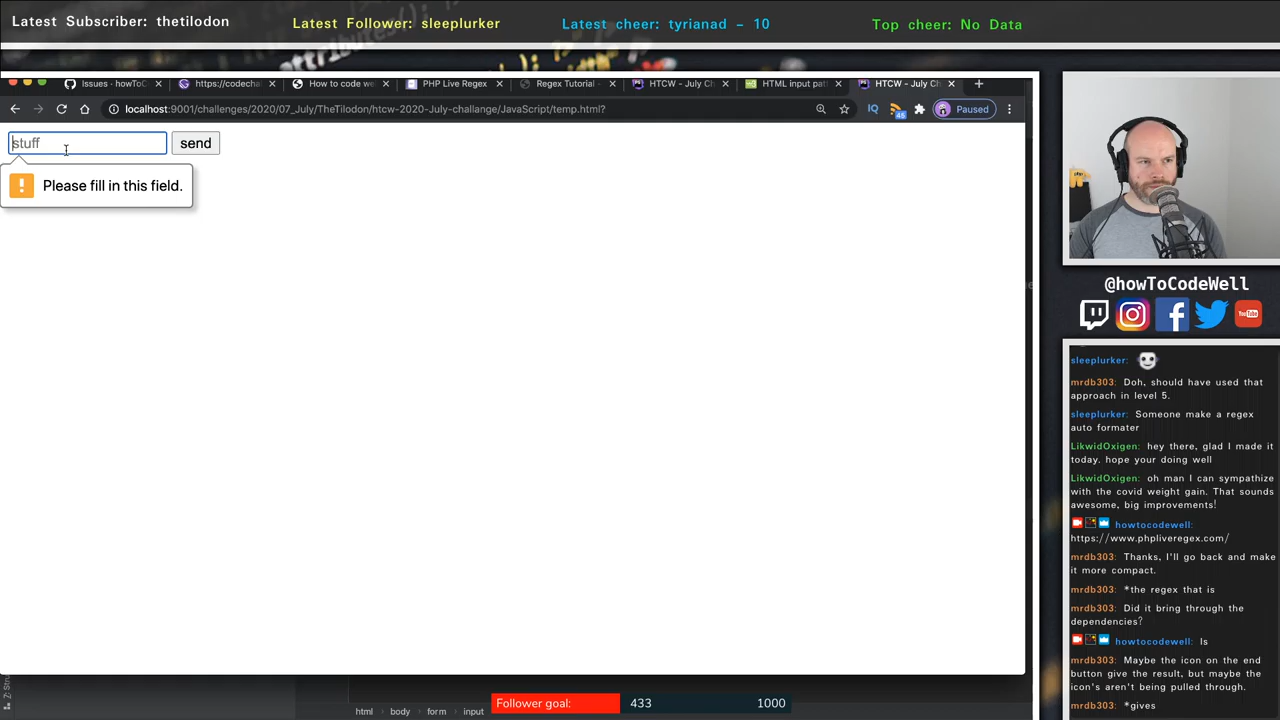 Latest Subscriber: thetilodon
Latest Follower: sleeplurker
Latest cheer: tyrianad - 10
Top cheer: No Data
attributes();
Issues - howToC
https://codech
How to code we
PHP Live Regex
Regex Tutorial -
HTCW - July Ch
HTML input pat
HTCW - July Ch
localhost:9001/challenges/2020/07_July/TheTilodon/htcw-2020-July-challange/JavaScript/temp.html?
IQ
46
Paused
stuff
send
Please fill in this field.
@howToCodeWell
You
Tube
sleeplurker:
mrdb303: Doh, should have used that
approach in level 5.
sleeplurker: Someone make a regex
auto formater
LikwidOxigen: hey there, glad I made it
today. hope your doing well
LikwidOxigen: oh man I can sympathize
with the covid weight gain. That sounds
awesome, big improvements!
howtocodewell:
https://www.phpliveregex.com/
mrdb303: Thanks, I'll go back and make
it more compact.
mrdb303: *the regex that is
mrdb303: Did it bring through the
dependencies?
howtocodewell: ls
mrdb303: Maybe the icon on the end
button give the result, but maybe the
icon's aren't being pulled through.
mrdb303: *gives
Z: Stru
html body form input
Follower goal: 433 1000